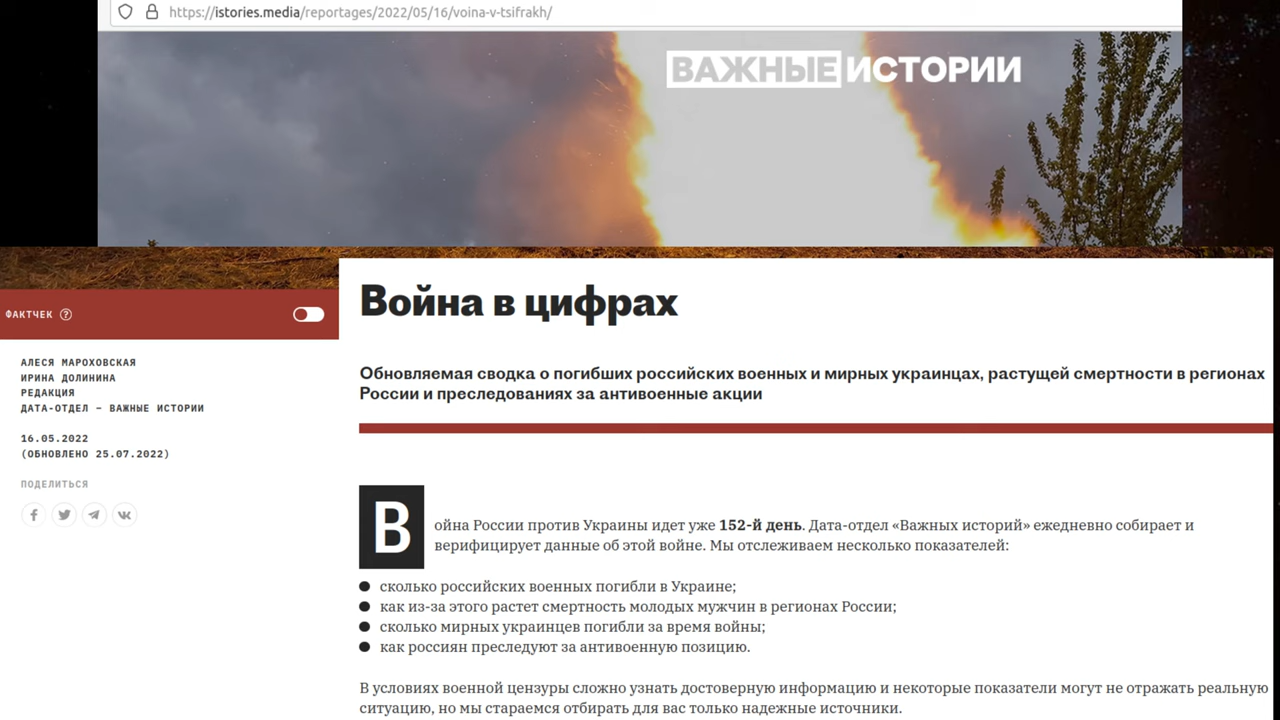 https://istories.media/reportages/2022/05/16/voina-v-tsifrakh/
ВАЖНЫЕ ИСТОРИИ
Война в цифрах
ФАКТЧЕК ?
Обновляемая сводка о погибших российских военных и мирных украинцах, растущей смертности в регионах
России и преследованиях за антивоенные акции
АЛЕСЯ МАРОХОВСКАЯ
ИРИНА ДОЛИНИНА
РЕДАКЦИЯ
ДАТА-ОТДЕЛ – ВАЖНЫЕ ИСТОРИИ
16.05.2022
(ОБНОВЛЕНО 25.07.2022)
ПОДЕЛИТЬСЯ
Война России против Украины идет уже 152-й день. Дата-отдел «Важных историй» ежедневно собирает и
верифицирует данные об этой войне. Мы отслеживаем несколько показателей:
сколько российских военных погибли в Украине;
как из-за этого растет смертность молодых мужчин в регионах России;
сколько мирных украинцев погибли за время войны;
как россиян преследуют за антивоенную позицию.
В условиях военной цензуры сложно узнать достоверную информацию и некоторые показатели могут не отражать реальную
ситуацию, но мы стараемся отбирать для вас только надежные источники.